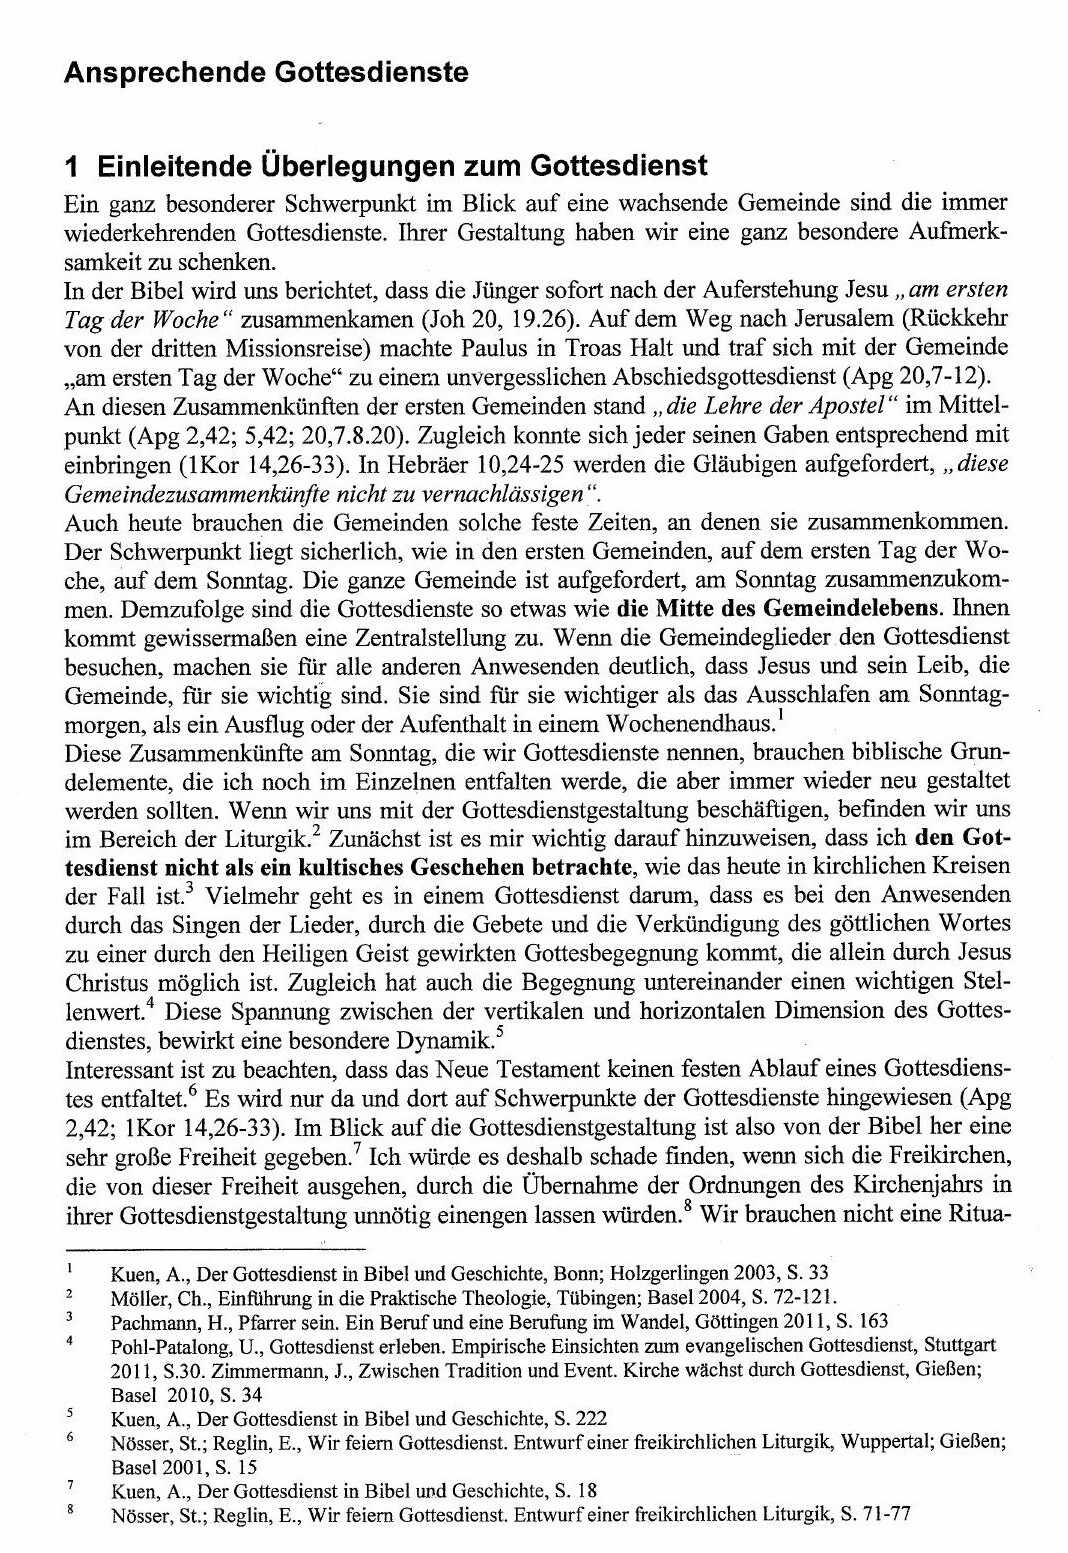 Ansprechende Gottesdienste
1 Einleitende Überlegungen zum Gottesdienst
Ein ganz besonderer Schwerpunkt im Blick auf eine wachsende Gemeinde sind die immer
wiederkehrenden Gottesdienste. Ihrer Gestaltung haben wir eine ganz besondere Aufmerk-
samkeit zu schenken.
In der Bibel wird uns berichtet, dass die Jünger sofort nach der Auferstehung Jesu „am ersten
Tag der Woche“ zusammenkamen (Joh 20, 19.26). Auf dem Weg nach Jerusalem (Rückkehr
von der dritten Missionsreise) machte Paulus in Troas Halt und traf sich mit der Gemeinde
„am ersten Tag der Woche“ zu einem unvergesslichen Abschiedsgottesdienst (Apg 20,7-12).
An diesen Zusammenkünften der ersten Gemeinden stand „die Lehre der Apostel“ im Mittel-
punkt (Apg 2,42; 5,42; 20,7.8.20). Zugleich konnte sich jeder seinen Gaben entsprechend mit
einbringen (1Kor 14,26-33). In Hebräer 10,24-25 werden die Gläubigen aufgefordert, „diese
Gemeindezusammenkünfte nicht zu vernachlässigen“.
Auch heute brauchen die Gemeinden solche feste Zeiten, an denen sie zusammenkommen.
Der Schwerpunkt liegt sicherlich, wie in den ersten Gemeinden, auf dem ersten Tag der Wo-
che, auf dem Sonntag. Die ganze Gemeinde ist aufgefordert, am Sonntag zusammenzukom-
men. Demzufolge sind die Gottesdienste so etwas wie die Mitte des Gemeindelebens. Ihnen
kommt gewissermaßen eine Zentralstellung zu. Wenn die Gemeindeglieder den Gottesdienst
besuchen, machen sie für alle anderen Anwesenden deutlich, dass Jesus und sein Leib, die
Gemeinde, für sie wichtig sind. Sie sind für sie wichtiger als das Ausschlafen am Sonntag-
morgen, als ein Ausflug oder der Aufenthalt in einem Wochenendhaus.1
Diese Zusammenkünfte am Sonntag, die wir Gottesdienste nennen, brauchen biblische Grun-
delemente, die ich noch im Einzelnen entfalten werde, die aber immer wieder neu gestaltet
werden sollten. Wenn wir uns mit der Gottesdienstgestaltung beschäftigen, befinden wir uns
im Bereich der Liturgik.2 Zunächst ist es mir wichtig darauf hinzuweisen, dass ich den Got-
tesdienst nicht als ein kultisches Geschehen betrachte, wie das heute in kirchlichen Kreisen
der Fall ist.3 Vielmehr geht es in einem Gottesdienst darum, dass es bei den Anwesenden
durch das Singen der Lieder, durch die Gebete und die Verkündigung des göttlichen Wortes
zu einer durch den Heiligen Geist gewirkten Gottesbegegnung kommt, die allein durch Jesus
Christus möglich ist. Zugleich hat auch die Begegnung untereinander einen wichtigen Stel-
lenwert.4 Diese Spannung zwischen der vertikalen und horizontalen Dimension des Gottes-
dienstes, bewirkt eine besondere Dynamik.5
Interessant ist zu beachten, dass das Neue Testament keinen festen Ablauf eines Gottesdiens-
tes entfaltet.6 Es wird nur da und dort auf Schwerpunkte der Gottesdienste hingewiesen (Apg
2,42; 1Kor 14,26-33). Im Blick auf die Gottesdienstgestaltung ist also von der Bibel her eine
sehr große Freiheit gegeben.7 Ich würde es deshalb schade finden, wenn sich die Freikirchen,
die von dieser Freiheit ausgehen, durch die Übernahme der Ordnungen des Kirchenjahrs in
ihrer Gottesdienstgestaltung unnötig einengen lassen würden.8 Wir brauchen nicht eine Ritua-
1 Kuen, A., Der Gottesdienst in Bibel und Geschichte, Bonn; Holzgerlingen 2003, S. 33
2 Möller, Ch., Einführung in die Praktische Theologie, Tübingen; Basel 2004, S. 72-121.
3 Pachmann, H., Pfarrer sein. Ein Beruf und eine Berufung im Wandel, Göttingen 2011, S. 163
4 Pohl-Patalong, U., Gottesdienst erleben. Empirische Einsichten zum evangelischen Gottesdienst, Stuttgart
2011, S.30. Zimmermann, J., Zwischen Tradition und Event. Kirche wächst durch Gottesdienst, Gießen;
Basel 2010, S. 34
5 Kuen, A., Der Gottesdienst in Bibel und Geschichte, S. 222
6 Nösser, St.; Reglin, E., Wir feiern Gottesdienst. Entwurf einer freikirchlichen Liturgik, Wuppertal; Gießen;
Basel 2001, S. 15
7 Kuen, A., Der Gottesdienst in Bibel und Geschichte, S. 18
8 Nösser, St.; Reglin, E., Wir feiern Gottesdienst. Entwurf einer freikirchlichen Liturgik, S. 71-77